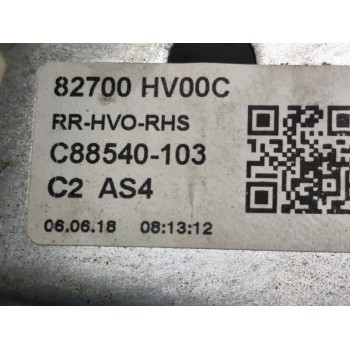 82700 HV00C
RR-HVO-RHS
C88540-103
C2 AS4
06.06.18 08:13:12